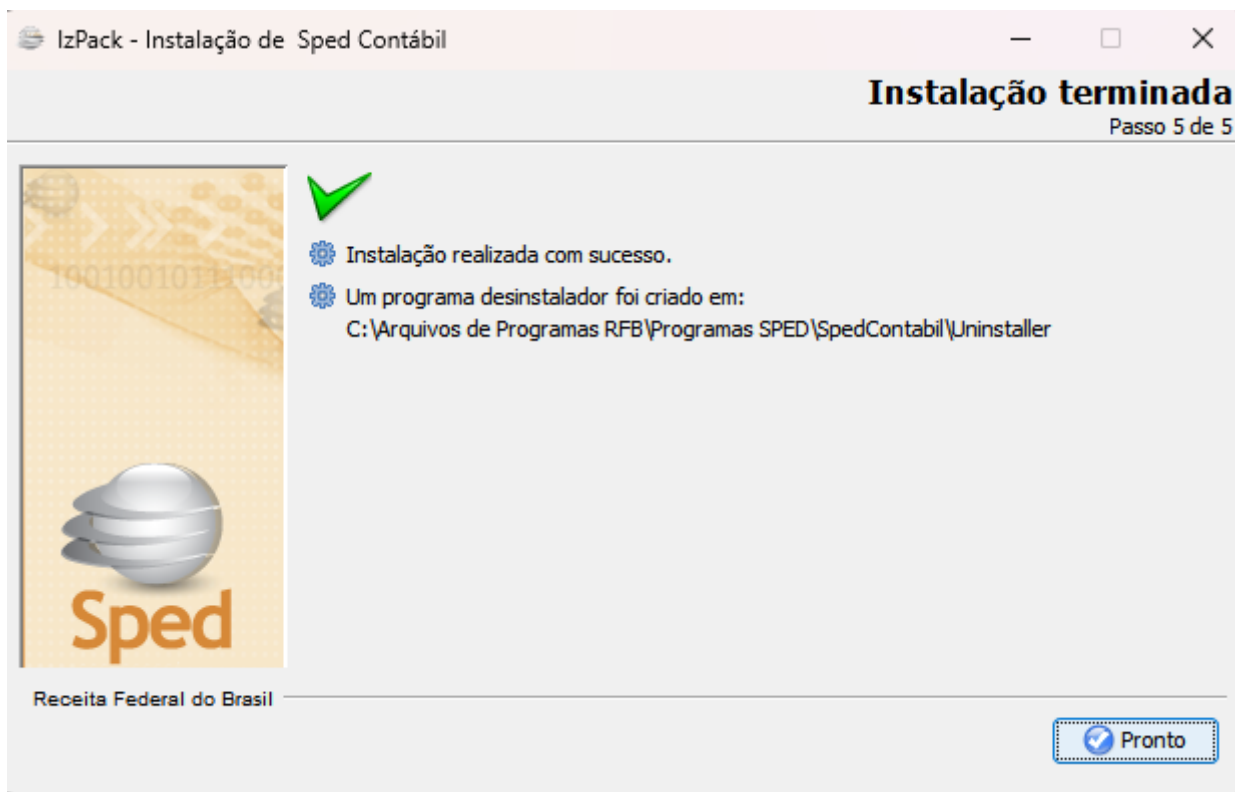 IzPack - Instalação de Sped Contábil
Instalação terminada
Passo 5 de 5
1001001011100
Instalação realizada com sucesso.
Um programa desinstalador foi criado em:
C:\Arquivos de Programas RFB\Programas SPED\SpedContabil\Uninstaller
Sped
Receita Federal do Brasil
Pronto